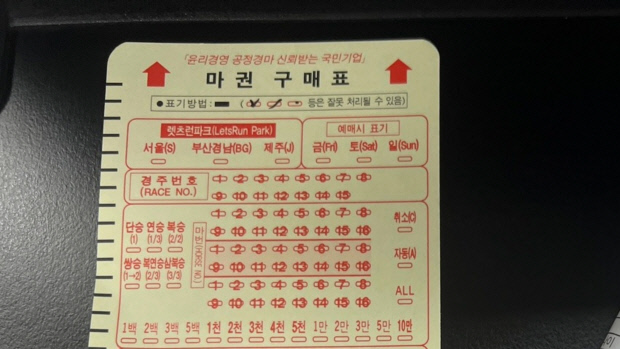 「윤리경영 공정경마 신뢰받는 국민기업」
마 권 구 매 표
● 표기방법 : ( 등은 잘못 처리될 수 있음)
렛츠런파크(LetsRun Park) 예매시 표기
서울(S) 부산경남(BG) 제주(J) 금(Fri) 토(Sat) 일(Sun)
경 주 번 호 1 2 3 4 5 6 7 8
(RACE NO.) 9 10 11 12 13 14 15
1 2 3 4 5 6 7 8 취소(C)
단승 연승 복승 9 10 11 12 13 14 15 16
(1) (1/3) (2/2) 마번(HORSE NO.)
1 2 3 4 5 6 7 8 자동(A)
쌍승 복연승 삼복승 9 10 11 12 13 14 15 16
(1→2) (2/3) (3/3)
1 2 3 4 5 6 7 8 ALL
9 10 11 12 13 14 15 16
1백 2백 3백 5백 1천 2천 3천 4천 5천 1만 2만 3만 5만 10만